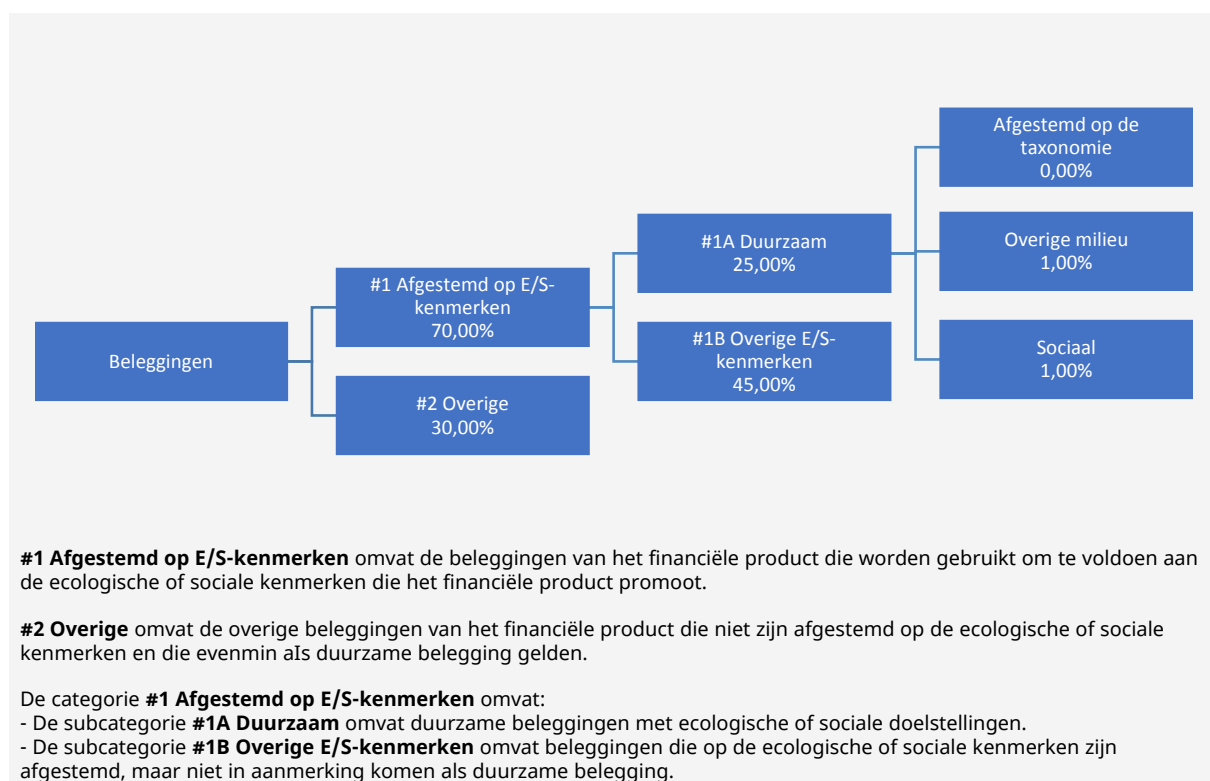 Afgestemd op de
taxonomie
0,00%
#1A Duurzaam
25,00%
Overige milieu
1,00%
#1 Afgestemd op E/S-
kenmerken
70,00%
Beleggingen
#1B Overige E/S-
kenmerken
45,00%
Sociaal
1,00%
#2 Overige
30,00%
#1 Afgestemd op E/S-kenmerken omvat de beleggingen van het financiële product die worden gebruikt om te voldoen aan
de ecologische of sociale kenmerken die het financiële product promoot.
#2 Overige omvat de overige beleggingen van het financiële product die niet zijn afgestemd op de ecologische of sociale
kenmerken en die evenmin aIs duurzame belegging gelden.
De categorie #1 Afgestemd op E/S-kenmerken omvat:
- De subcategorie #1A Duurzaam omvat duurzame beleggingen met ecologische of sociale doelstellingen.
- De subcategorie #1B Overige E/S-kenmerken omvat beleggingen die op de ecologische of sociale kenmerken zijn
afgestemd, maar niet in aanmerking komen als duurzame belegging.